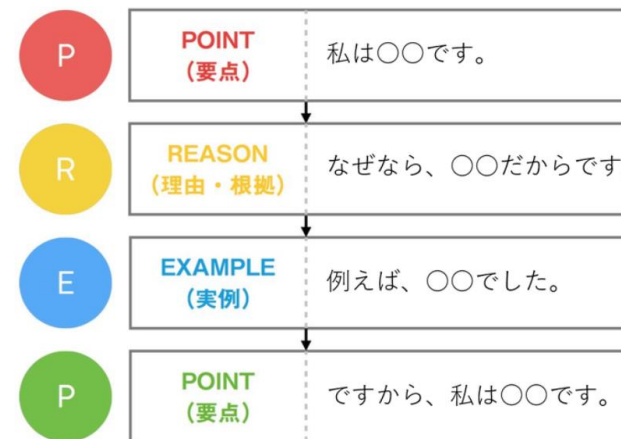 P
POINT
（要点）
私は○○です。
R
REASON
（理由・根拠）
なぜなら、○○だからです
E
EXAMPLE
（実例）
例えば、○○でした。
P
POINT
（要点）
ですから、私は○○です。